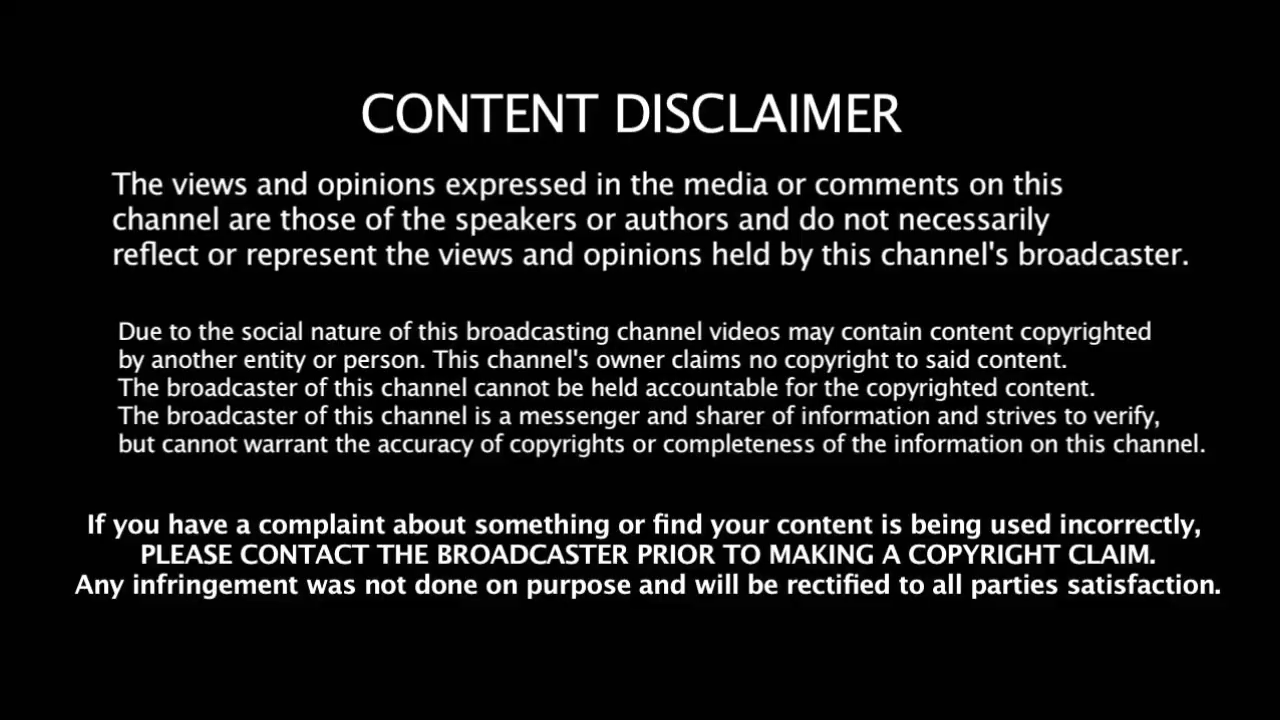 CONTENT DISCLAIMER
The views and opinions expressed in the media or comments on this
channel are those of the speakers or authors and do not necessarily
reflect or represent the views and opinions held by this channel's broadcaster.
Due to the social nature of this broadcasting channel videos may contain content copyrighted
by another entity or person. This channel's owner claims no copyright to said content.
The broadcaster of this channel cannot be held accountable for the copyrighted content.
The broadcaster of this channel is a messenger and sharer of information and strives to verify,
but cannot warrant the accuracy of copyrights or completeness of the information on this channel.
If you have a complaint about something or find your content is being used incorrectly,
PLEASE CONTACT THE BROADCASTER PRIOR TO MAKING A COPYRIGHT CLAIM.
Any infringement was not done on purpose and will be rectified to all parties satisfaction.